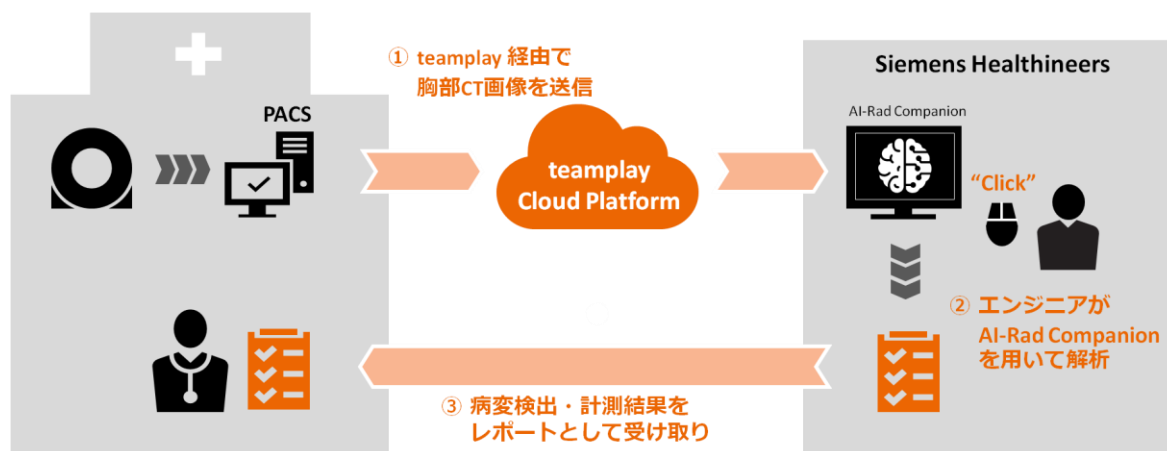 ① teamplay 経由で
胸部CT画像を送信
PACS
teamplay
Cloud Platform
Siemens Healthineers
AI-Rad Companion
“Click”
② エンジニアが
AI-Rad Companion
を用いて解析
③ 病変検出・計測結果を
レポートとして受け取り